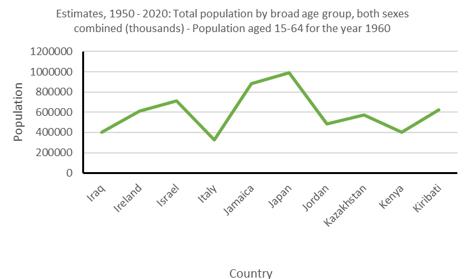 Estimates, 1950 - 2020: Total population by broad age group, both sexes
combined (thousands) - Population aged 15-64 for the year 1960
Population
1200000
1000000
800000
600000
400000
200000
0
Iraq
Ireland
Israel
Italy
Jamaica
Japan
Jordan
Kazakhstan
Kenya
Kiribati
Country